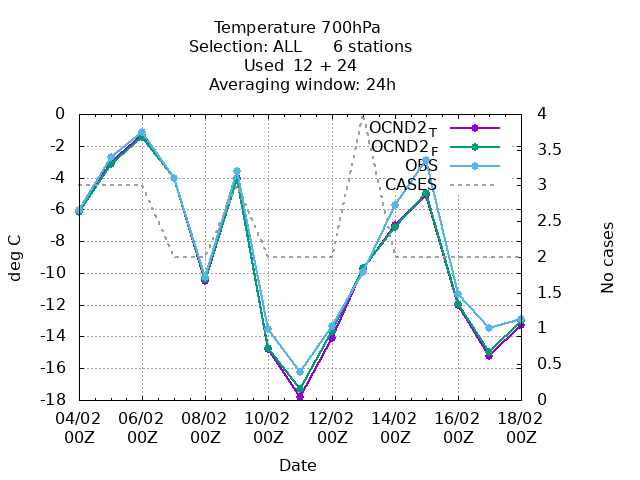 Temperature 700hPa
Selection: ALL 6 stations
Used 12 + 24
Averaging window: 24h
OCND2_T
OCND2_F
OBS
CASES
0
-2
-4
-6
-8
-10
-12
-14
-16
-18
deg C
4
3.5
3
2.5
2
1.5
1
0.5
0
No cases
04/02 06/02 08/02 10/02 12/02 14/02 16/02 18/02
00Z 00Z 00Z 00Z 00Z 00Z 00Z 00Z
Date